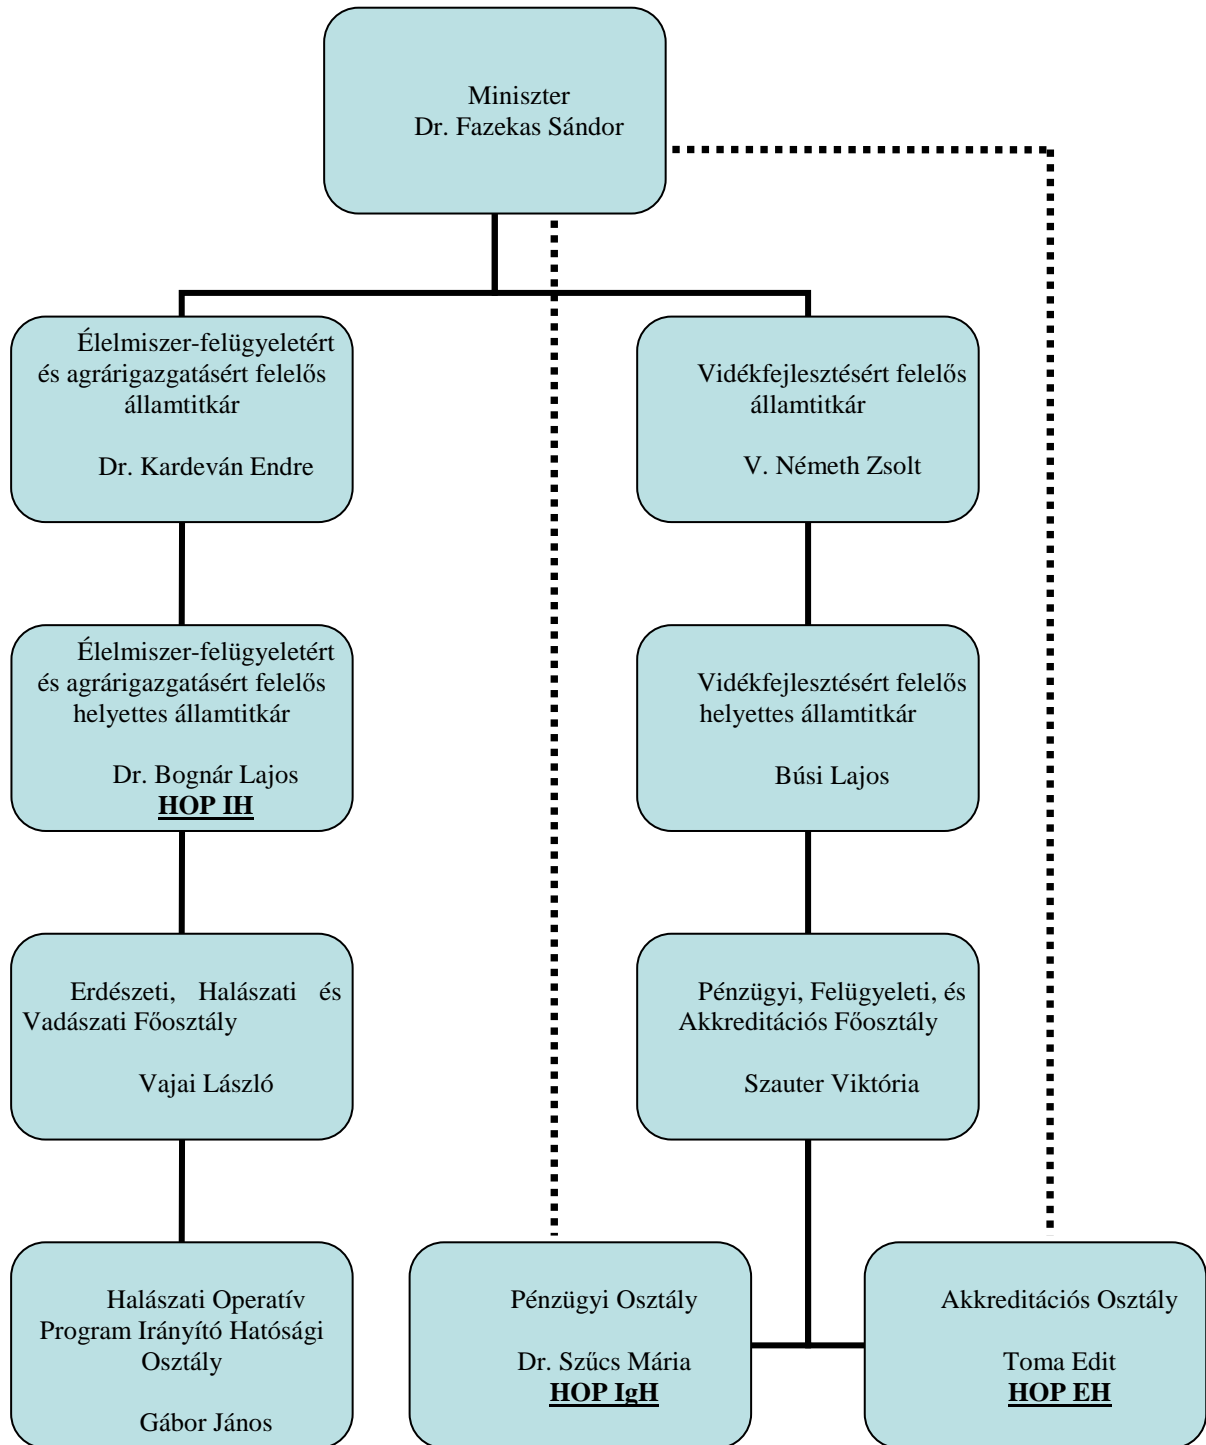 Miniszter
Dr. Fazekas Sándor
Élelmiszer-felügyeletért
és agrárigazgatásért felelős
államtitkár
Dr. Kardeván Endre
Vidékfejlesztésért felelős
államtitkár
V. Németh Zsolt
Élelmiszer-felügyeletért
és agrárigazgatásért felelős
helyettes államtitkár
Dr. Bognár Lajos
HOP IH
Vidékfejlesztésért felelős
helyettes államtitkár
Búsi Lajos
Erdészeti, Halászati és
Vadászati Főosztály
Vajai László
Pénzügyi, Felügyeleti, és
Akkreditációs Főosztály
Szauter Viktória
Halászati Operatív
Program Irányító Hatósági
Osztály
Gábor János
Pénzügyi Osztály
Dr. Szűcs Mária
HOP IgH
Akkreditációs Osztály
Toma Edit
HOP EH